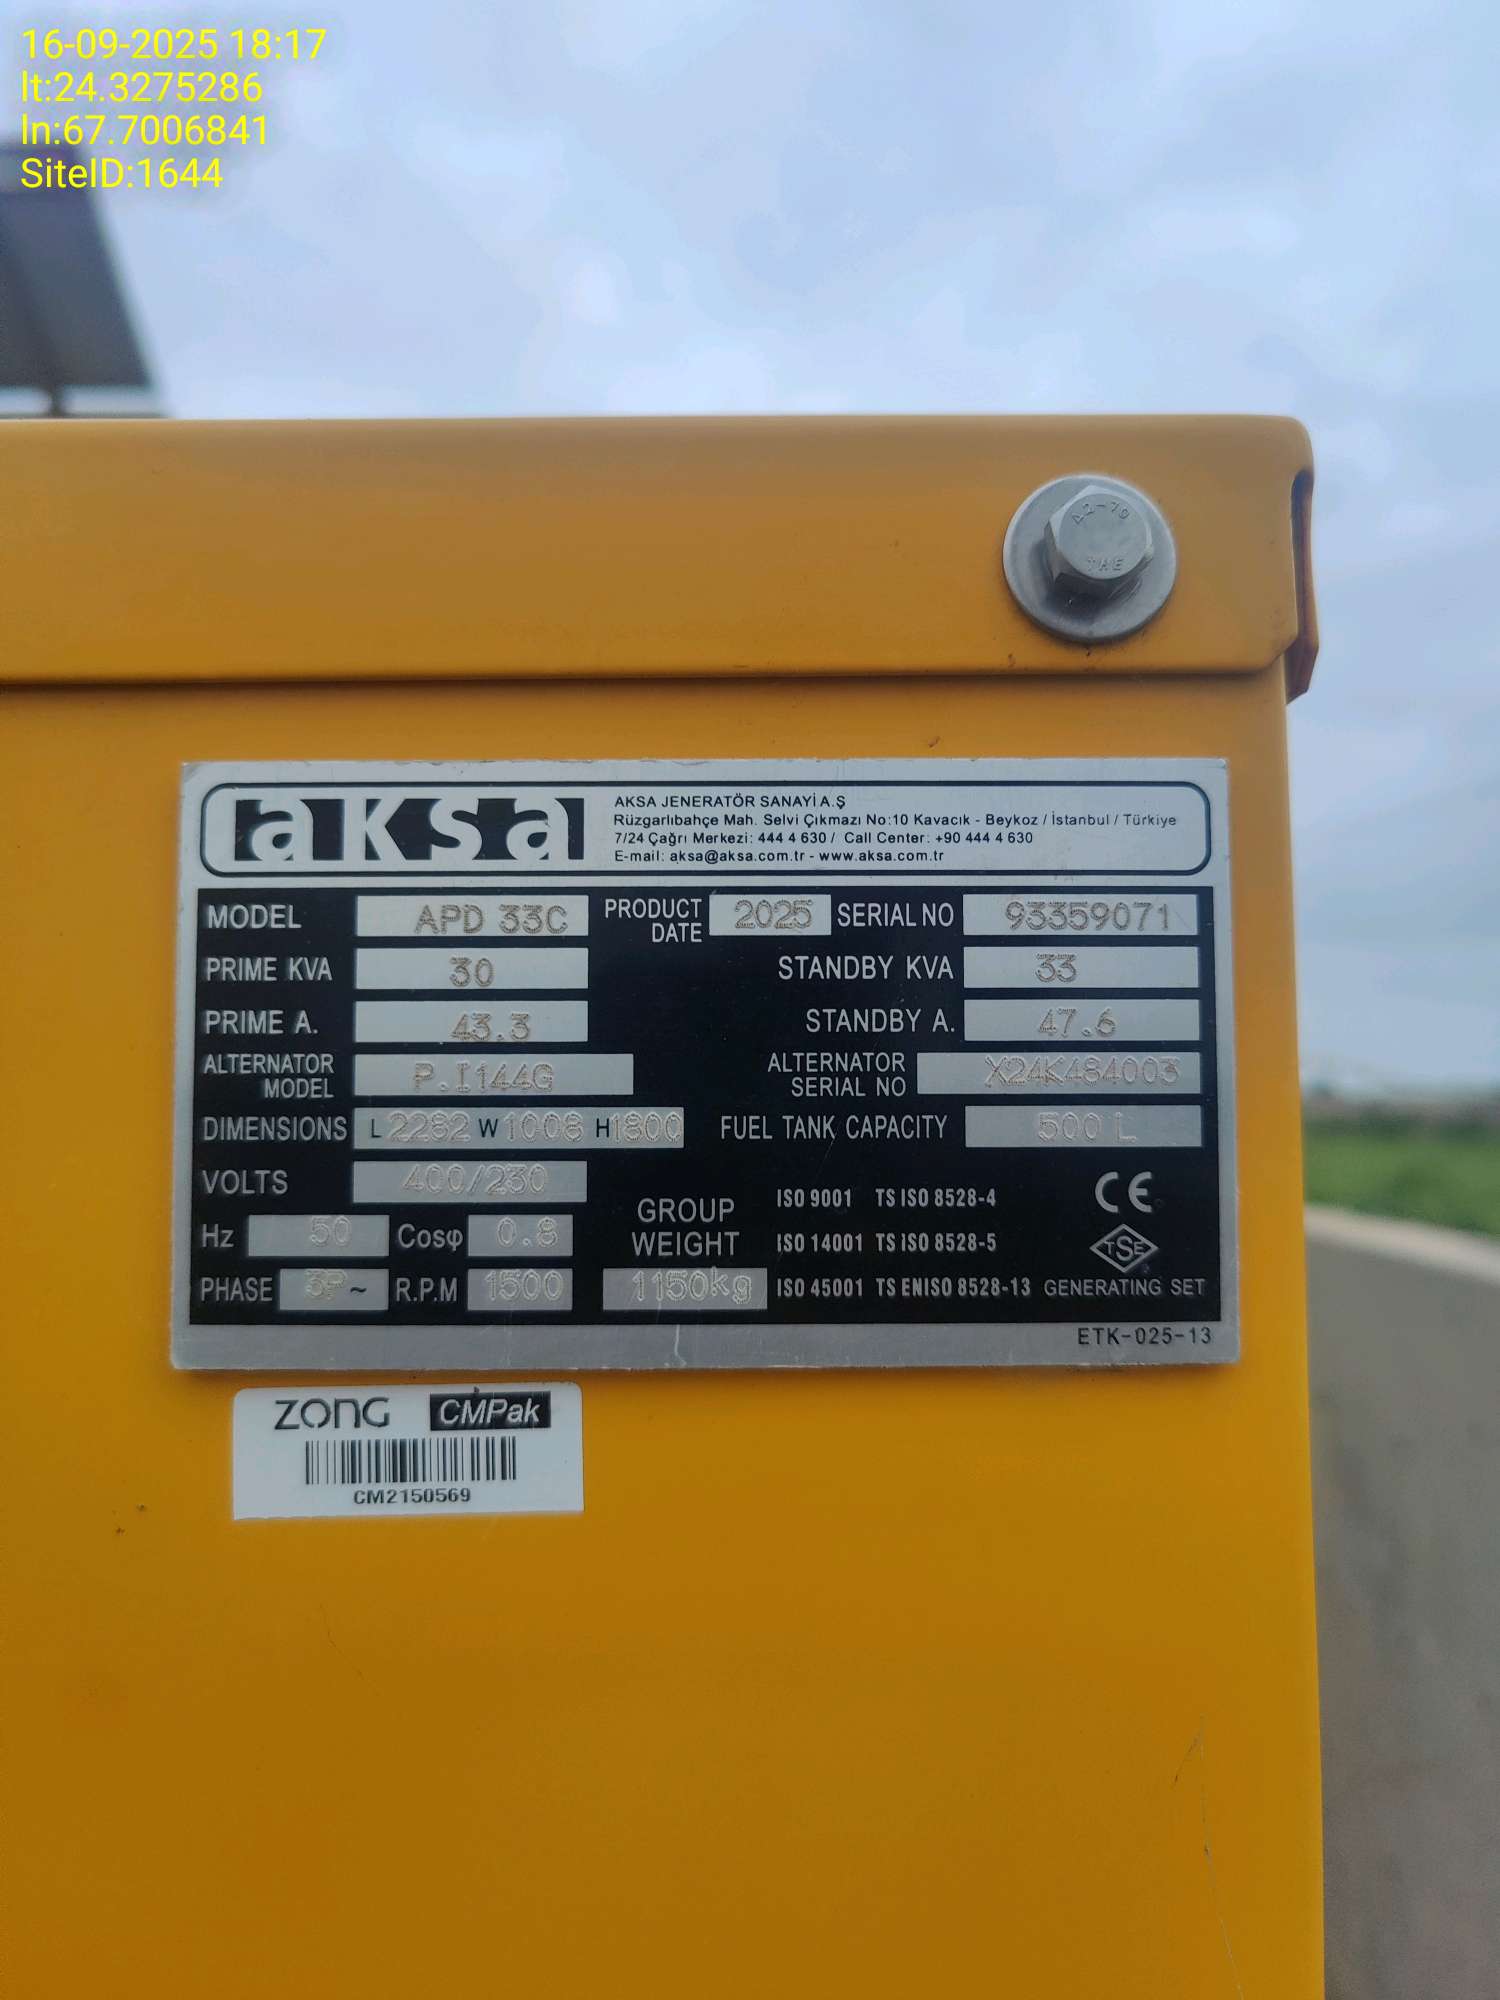 16-09-2025 18:17
lt:24.3275286
ln:67.7006841
SiteID:1644
A2-70
THE
aksa
AKSA JENERATÖR SANAYİ A.Ş
Rüzgarlıbahçe Mah. Selvi Çıkmazı No:10 Kavacık - Beykoz / İstanbul / Türkiye
7/24 Çağrı Merkezi: 444 4 630 / Call Center: +90 444 4 630
E-mail: aksa@aksa.com.tr - www.aksa.com.tr
MODEL APD 33C PRODUCT DATE 2025 SERIAL NO 93359071
PRIME KVA 30 STANDBY KVA 33
PRIME A. 43.3 STANDBY A. 47.6
ALTERNATOR MODEL P.I144G ALTERNATOR SERIAL NO X24K484003
DIMENSIONS L 2282 W 1008 H 1800 FUEL TANK CAPACITY 500 L
VOLTS 400/230
Hz 50 Cosφ 0.8
PHASE 3P ~ R.P.M 1500
GROUP WEIGHT 1150kg
ISO 9001 TS ISO 8528-4
ISO 14001 TS ISO 8528-5
ISO 45001 TS EN ISO 8528-13
CE
TSE
GENERATING SET
ETK-025-13
ZONG CMPak
CM2150569